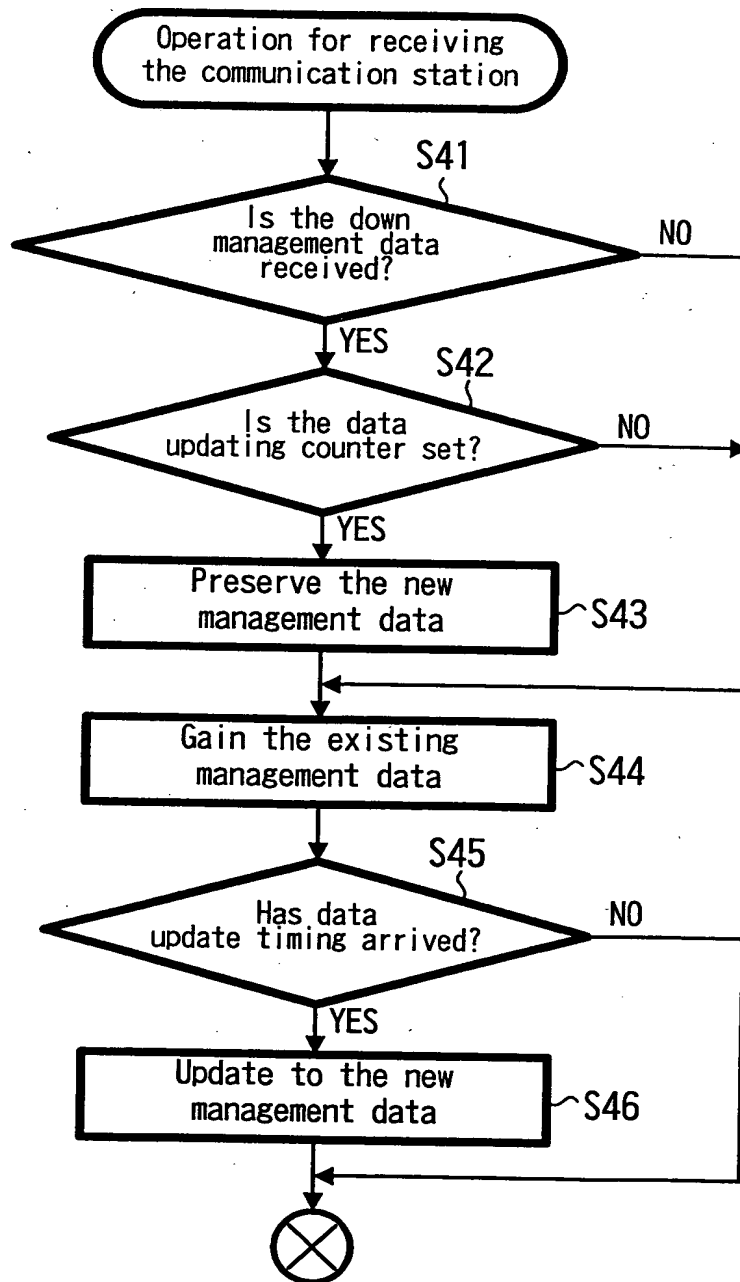 Operation for receiving
the communication station
S41
Is the down
management data
received?
NO
YES
S42
Is the data
updating counter set?
NO
YES
Preserve the new
management data
S43
Gain the existing
management data
S44
S45
Has data
update timing arrived?
NO
YES
Update to the new
management data
S46